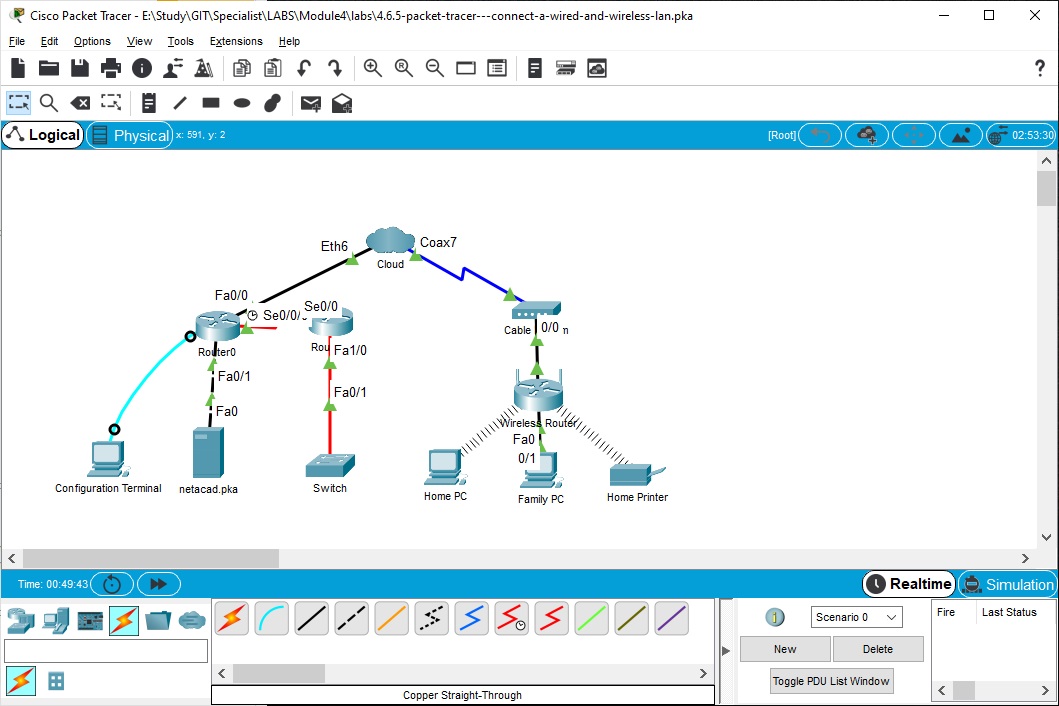 Cisco Packet Tracer - E:\Study\GIT\Specialist\LABS\Module4\labs\4.6.5-packet-tracer---connect-a-wired-and-wireless-lan.pka
File Edit Options View Tools Extensions Help
?
Logical Physical x: 591, y: 2 [Root] 02:53:30
Eth6 Coax7
Cloud
Fa0/0
Se0/0/ Se0/0
Cable 0/0 n
Router0 Rou Fa1/0
Fa0/1
Fa0/1
Fa0
Wireless Router
Fa0
0/1
Configuration Terminal netacad.pka Switch Home PC Family PC Home Printer
Time: 00:49:43 Realtime Simulation
Scenario 0 Fire Last Status
New Delete
Toggle PDU List Window
Copper Straight-Through